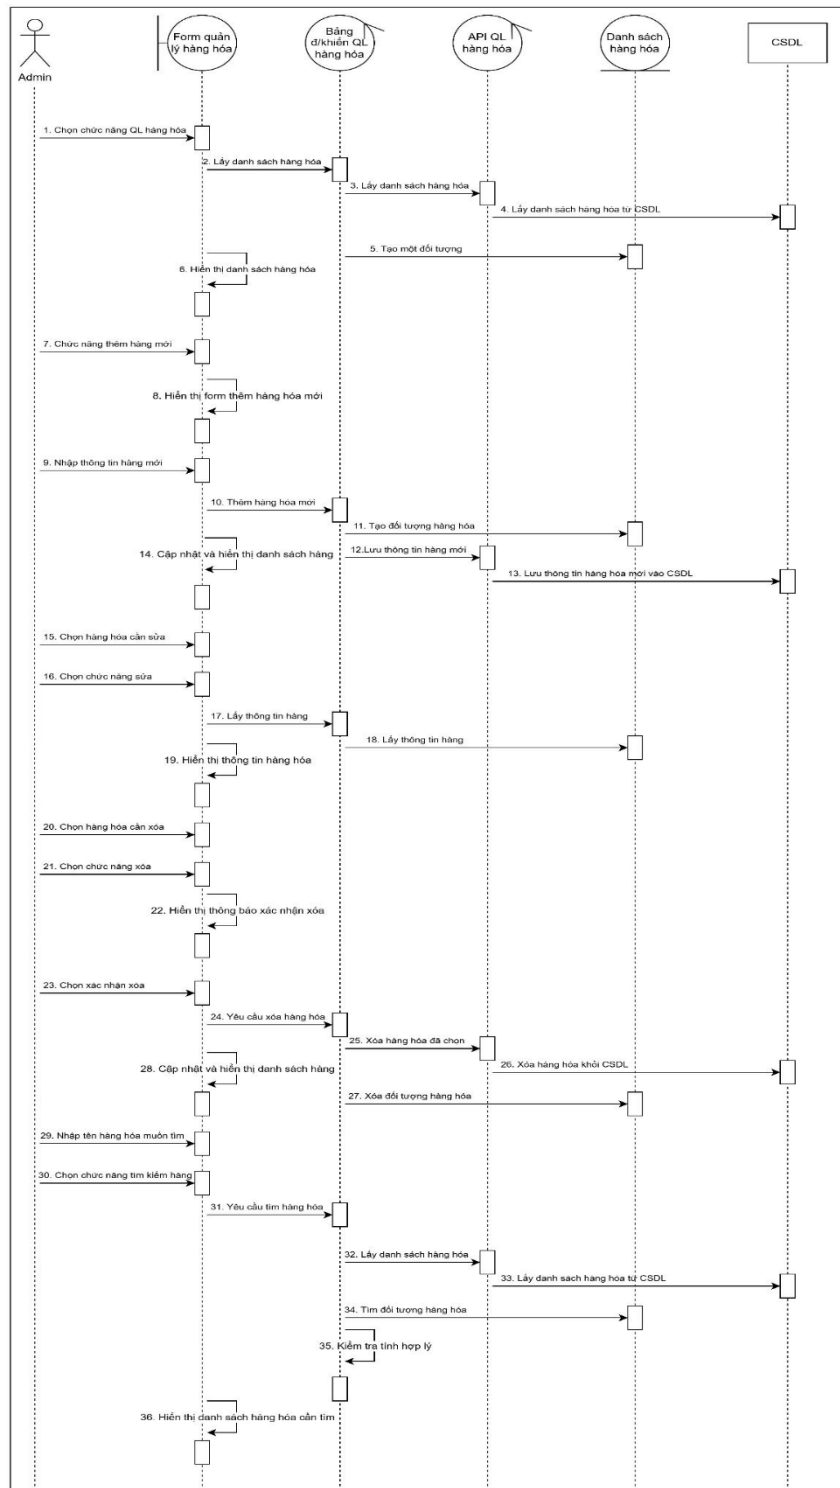 Form quản
lý hàng hóa
Bảng
đ/khiển QL
hàng hóa
API QL
hàng hóa
Danh sách
hàng hóa
CSDL
Admin
1. Chọn chức năng QL hàng hóa
2. Lấy danh sách hàng hóa
3. Lấy danh sách hàng hóa
4. Lấy danh sách hàng hóa từ CSDL
5. Tạo một đối tượng
6. Hiển thị danh sách hàng hóa
7. Chức năng thêm hàng mới
8. Hiển thị form thêm hàng hóa mới
9. Nhập thông tin hàng mới
10. Thêm hàng hóa mới
11. Tạo đối tượng hàng hóa
12.Lưu thông tin hàng mới
13. Lưu thông tin hàng hóa mới vào CSDL
14. Cập nhật và hiển thị danh sách hàng
15. Chọn hàng hóa cần sửa
16. Chọn chức năng sửa
17. Lấy thông tin hàng
18. Lấy thông tin hàng
19. Hiển thị thông tin hàng hóa
20. Chọn hàng hóa cần xóa
21. Chọn chức năng xóa
22. Hiển thị thông báo xác nhận xóa
23. Chọn xác nhận xóa
24. Yêu cầu xóa hàng hóa
25. Xóa hàng hóa đã chọn
26. Xóa hàng hóa khỏi CSDL
27. Xóa đối tượng hàng hóa
28. Cập nhật và hiển thị danh sách hàng
29. Nhập tên hàng hóa muốn tìm
30. Chọn chức năng tìm kiếm hàng
31. Yêu cầu tìm hàng hóa
32. Lấy danh sách hàng hóa
33. Lấy danh sách hàng hóa từ CSDL
34. Tìm đối tượng hàng hóa
35. Kiểm tra tính hợp lý
36. Hiển thị danh sách hàng hóa cần tìm